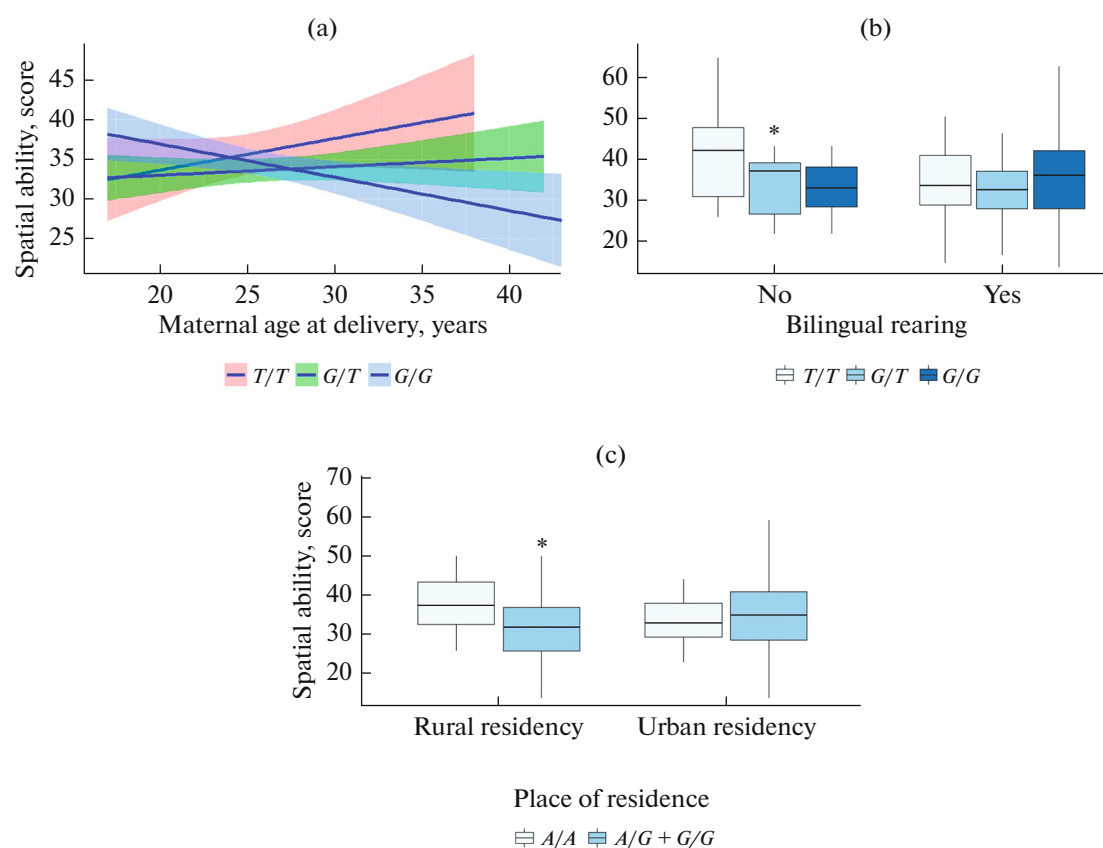 (a)
Spatial ability, score
45
40
35
30
25
20 25 30 35 40
Maternal age at delivery, years
T/T G/T G/G
(b)
60
50
40
30
20
*
No Yes
Bilingual rearing
T/T G/T G/G
(c)
Spatial ability, score
70
60
50
40
30
20
*
Rural residency Urban residency
Place of residence
A/A A/G + G/G